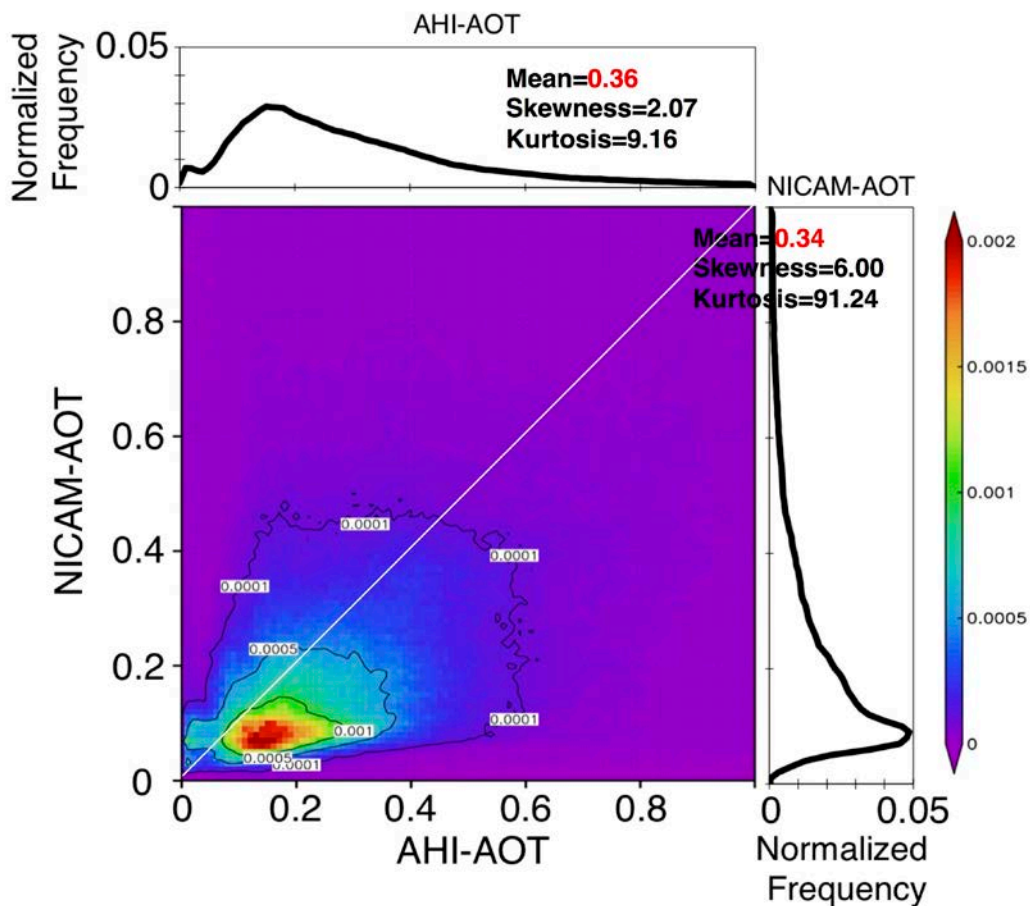 AHI-AOT
Normalized
Frequency
0.05
0
Mean=0.36
Skewness=2.07
Kurtosis=9.16
NICAM-AOT
Mean=0.34
Skewness=6.00
Kurtosis=91.24
0.002
0.0015
0.001
0.0005
0
NICAM-AOT
0.8
0.6
0.4
0.2
0
0.0001
0.0001
0.0001
0.0005
0.001
0.0001
0.0005
0.0001
0
0.2
0.4
0.6
0.8
AHI-AOT
0
0.05
Normalized
Frequency